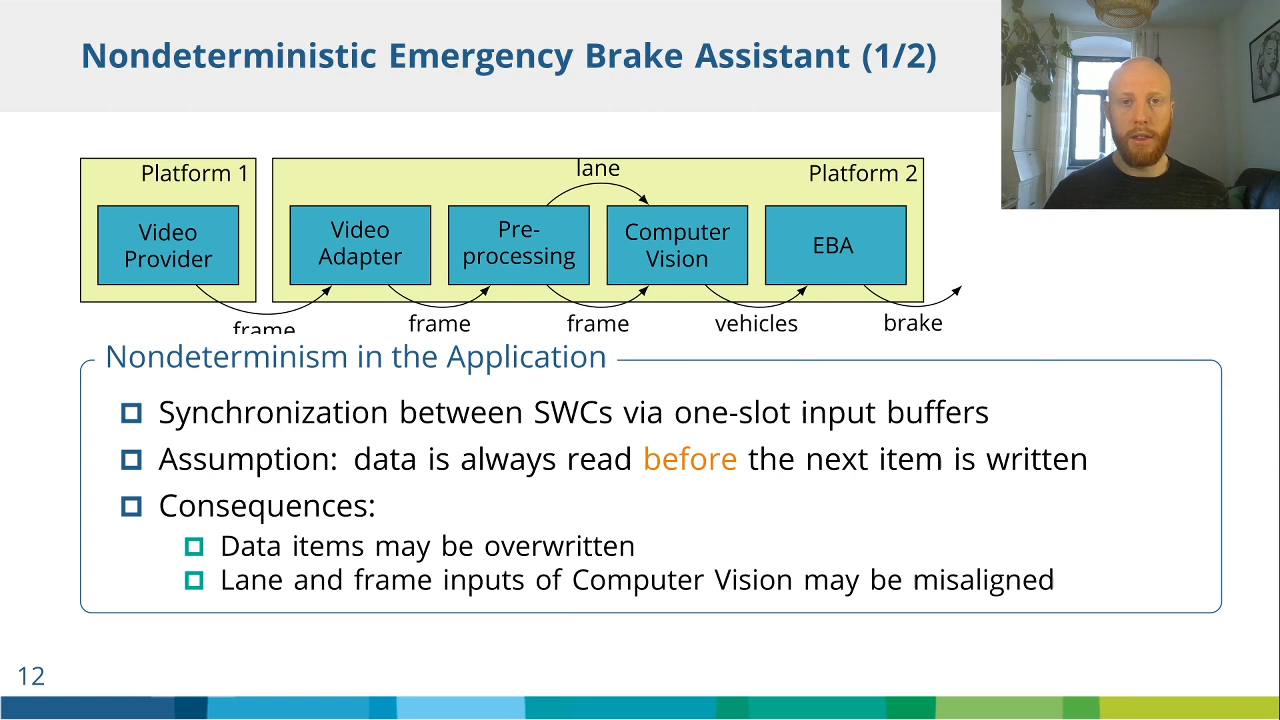 Nondeterministic Emergency Brake Assistant (1/2)
Platform 1
lane
Platform 2
Video
Provider
Video
Adapter
Pre-
processing
Computer
Vision
EBA
frame
frame
frame
vehicles
brake
Nondeterminism in the Application
Synchronization between SWCs via one-slot input buffers
Assumption: data is always read before the next item is written
Consequences:
Data items may be overwritten
Lane and frame inputs of Computer Vision may be misaligned
12